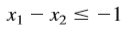 x₁ − x₂ ≤ −1